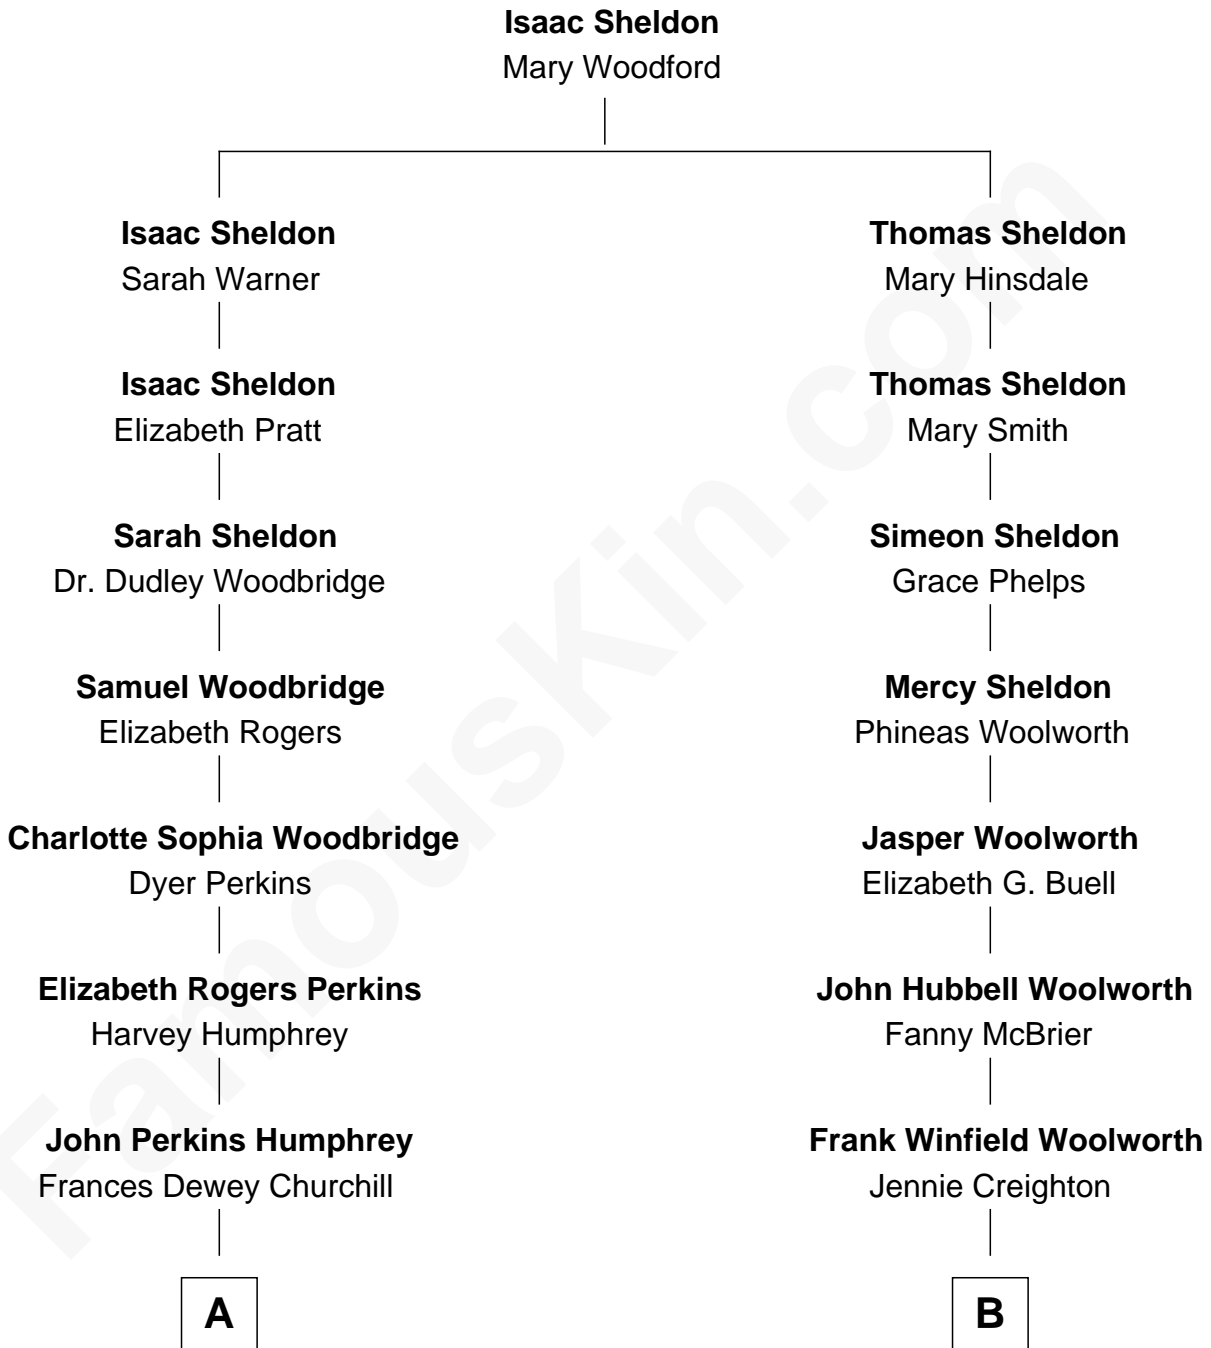 Isaac Sheldon
Mary Woodford
Isaac Sheldon
Sarah Warner
Thomas Sheldon
Mary Hinsdale
Isaac Sheldon
Elizabeth Pratt
Thomas Sheldon
Mary Smith
Sarah Sheldon
Dr. Dudley Woodbridge
Simeon Sheldon
Grace Phelps
Samuel Woodbridge
Elizabeth Rogers
Mercy Sheldon
Phineas Woolworth
Charlotte Sophia Woodbridge
Dyer Perkins
Jasper Woolworth
Elizabeth G. Buell
Elizabeth Rogers Perkins
Harvey Humphrey
John Hubbell Woolworth
Fanny McBrier
John Perkins Humphrey
Frances Dewey Churchill
Frank Winfield Woolworth
Jennie Creighton
A
B
FamousKin.com